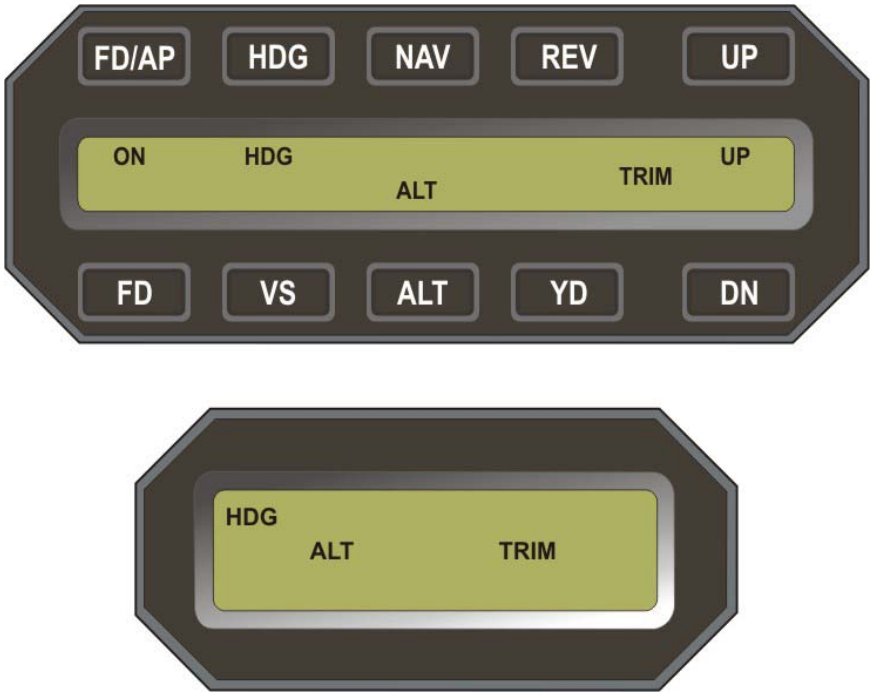 FD/AP HDG NAV REV UP
ON HDG UP
ALT TRIM
FD VS ALT YD DN
HDG
ALT TRIM